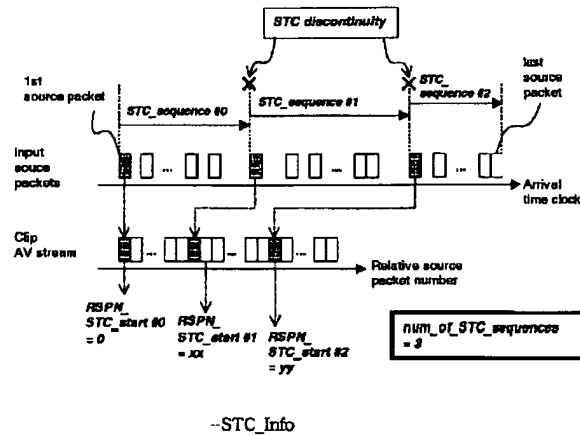 STC discontinuity
1st
source packet
STC_sequence #0
STC_sequence #1
STC_
sequence #2
last
source packet
Input
souce
packets
...
...
...
...
Arrival
time clock
Clip
AV stream
...
...
...
Relative source
packet number
RSPN_
STC_start #0
= 0
RSPN_
STC_start #1
= xx
RSPN_
STC_start #2
= yy
num_of_STC_sequences
= 3
--STC_Info